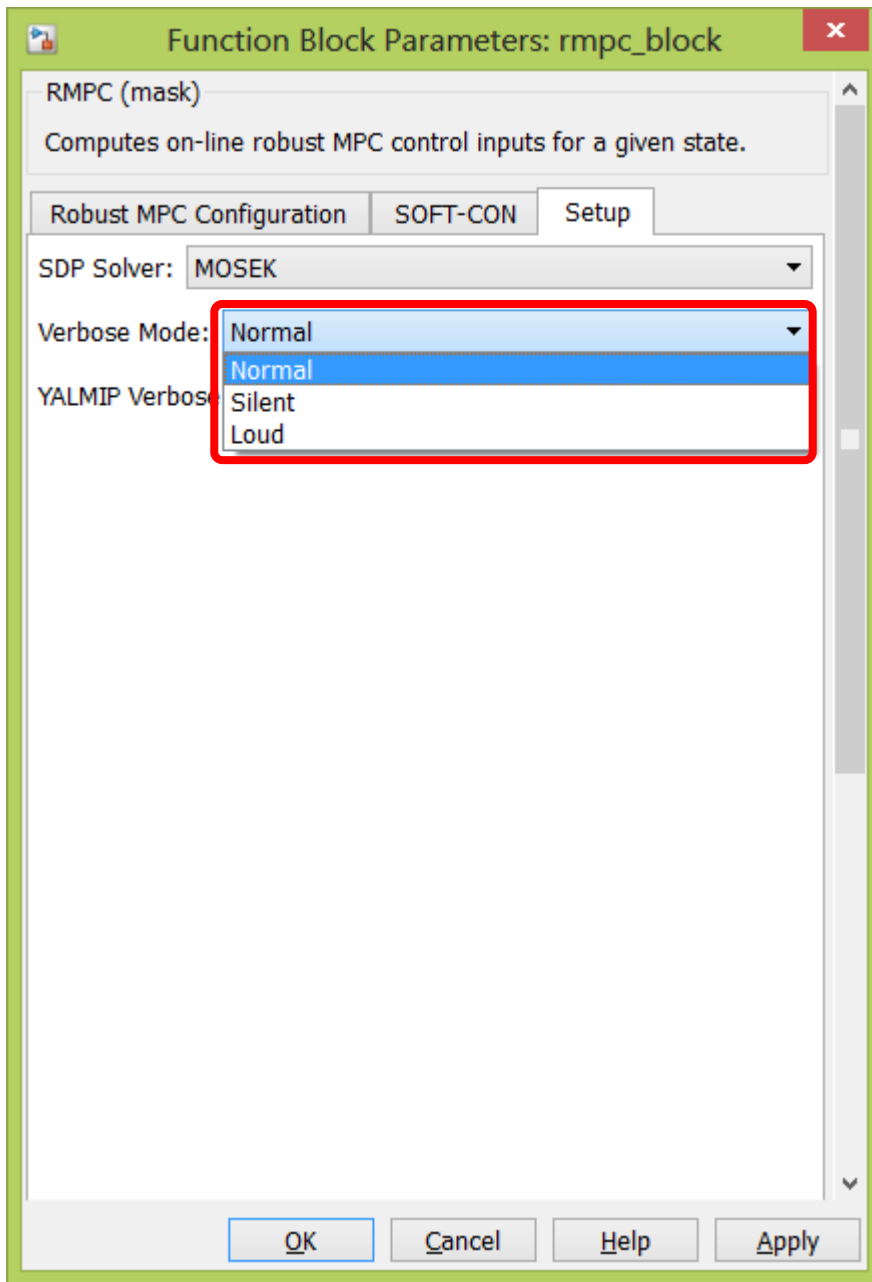 Function Block Parameters: rmpc_block
RMPC (mask)
Computes on-line robust MPC control inputs for a given state.
Robust MPC Configuration SOFT-CON Setup
SDP Solver: MOSEK
Verbose Mode: Normal
Normal
YALMIP Verbose
Silent
Loud
OK Cancel Help Apply